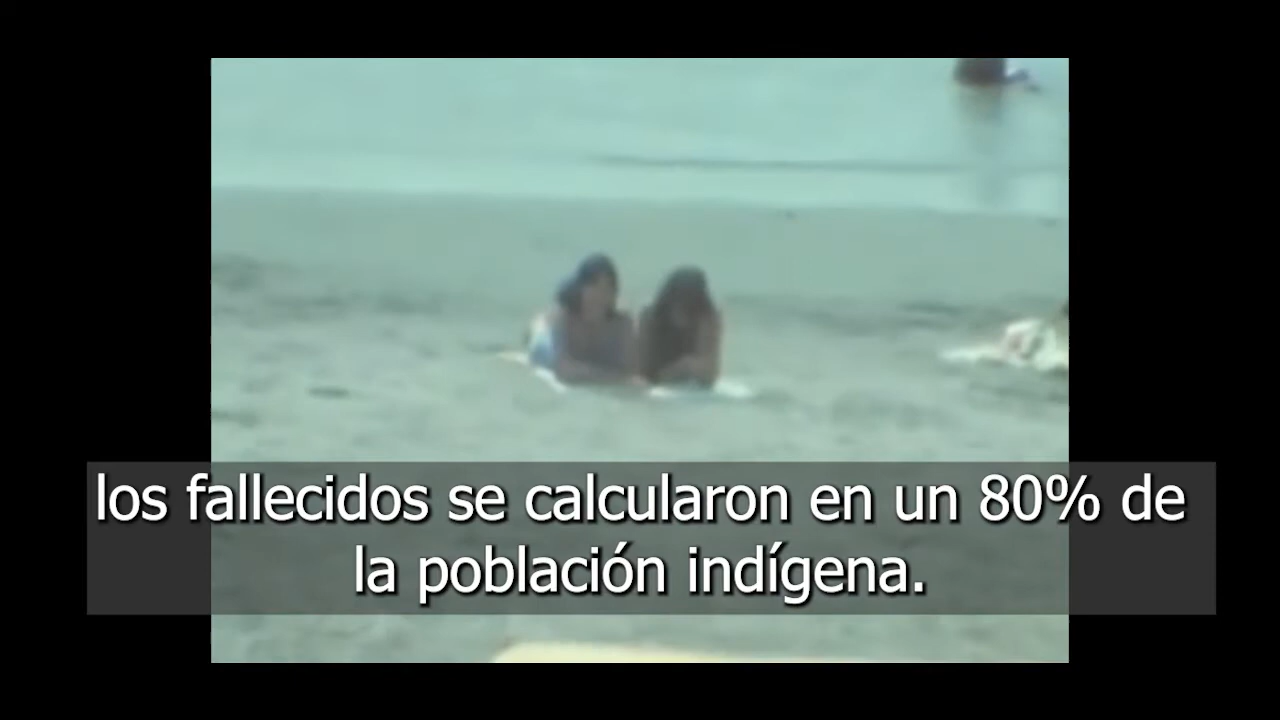 los fallecidos se calcularon en un 80% de
la población indígena.